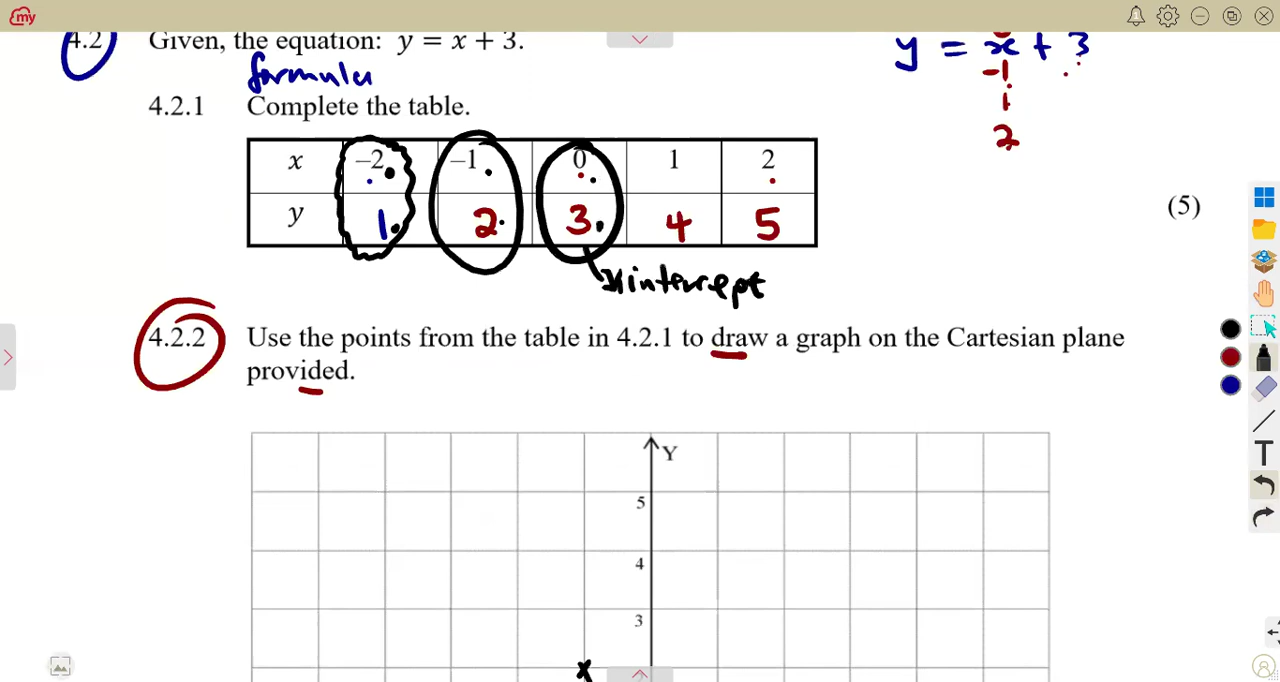 my
4.2 Given, the equation: y = x + 3.
y = x + 3
formula
-1
4.2.1 Complete the table.
1
2
x –2 –1 0 1 2
y 1 2 3 4 5
(5)
x intercept
4.2.2 Use the points from the table in 4.2.1 to draw a graph on the Cartesian plane
provided.
Y
5
4
3
x
T